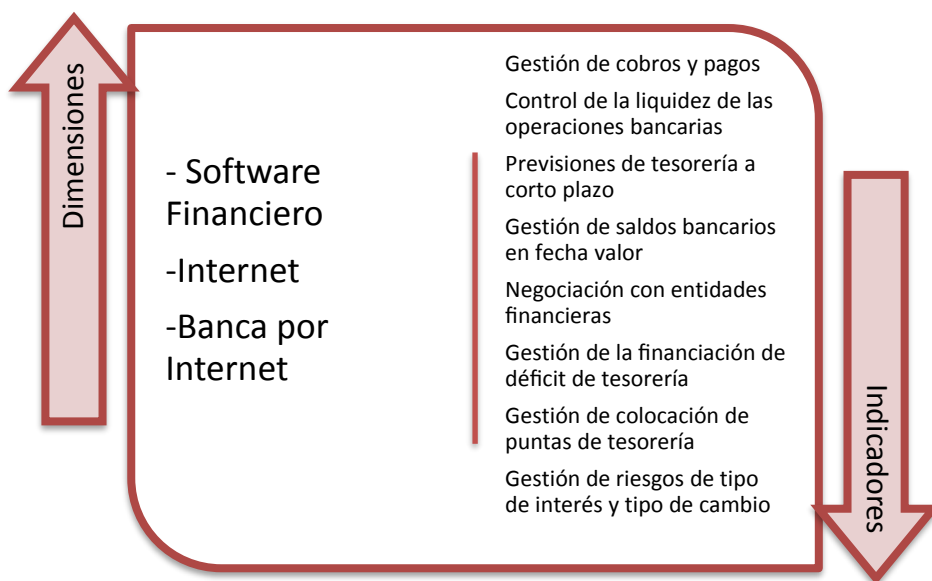 Dimensiones
- Software
Financiero
-Internet
-Banca por
Internet
Gestión de cobros y pagos
Control de la liquidez de las
operaciones bancarias
Previsiones de tesorería a
corto plazo
Gestión de saldos bancarios
en fecha valor
Negociación con entidades
financieras
Gestión de la financiación de
déficit de tesorería
Gestión de colocación de
puntas de tesorería
Gestión de riesgos de tipo
de interés y tipo de cambio
Indicadores